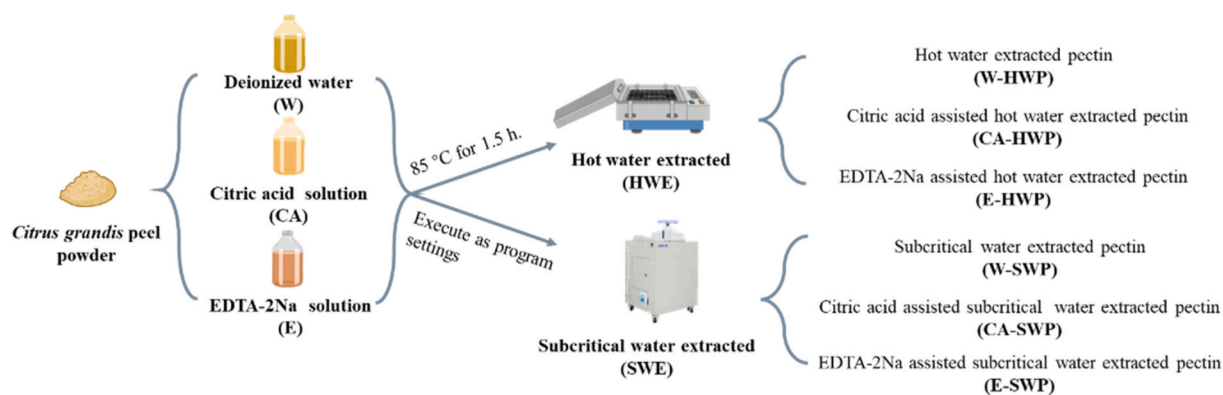 Citrus grandis peel
powder
Deionized water
(W)
Citric acid solution
(CA)
EDTA-2Na solution
(E)
85 °C for 1.5 h.
Execute as program
settings
Hot water extracted
(HWE)
Subcritical water extracted
(SWE)
Hot water extracted pectin
(W-HWP)
Citric acid assisted hot water extracted pectin
(CA-HWP)
EDTA-2Na assisted hot water extracted pectin
(E-HWP)
Subcritical water extracted pectin
(W-SWP)
Citric acid assisted subcritical water extracted pectin
(CA-SWP)
EDTA-2Na assisted subcritical water extracted pectin
(E-SWP)